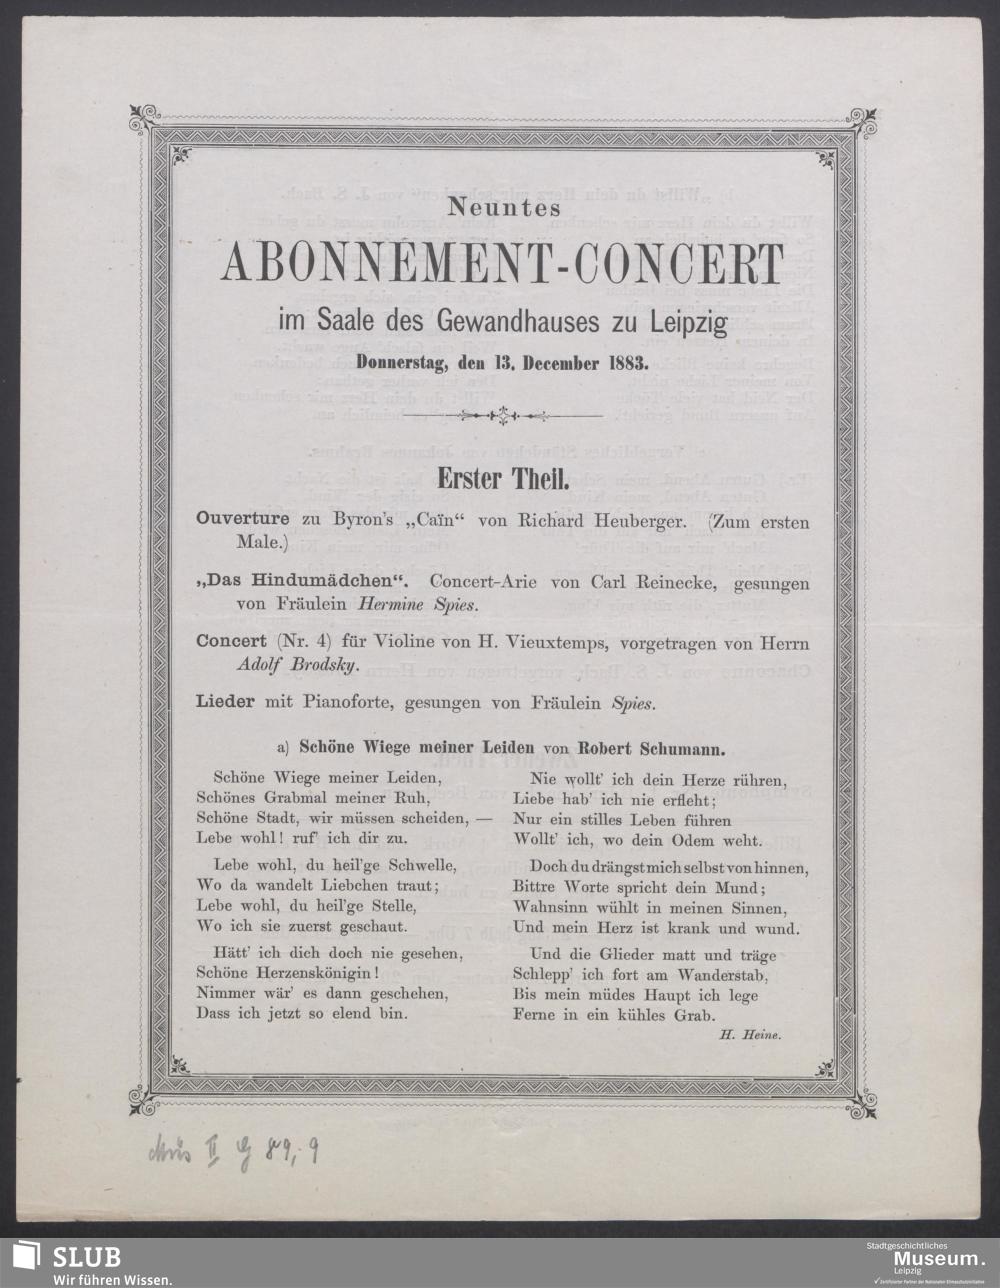 Neuntes
ABONNEMENT-CONCERT
im Saale des Gewandhauses zu Leipzig
Donnerstag, den 13. December 1883.
Erster Theil.
Ouverture zu Byron's „Caïn“ von Richard Heuberger. (Zum ersten
Male.)
„Das Hindumädchen“. Concert-Arie von Carl Reinecke, gesungen
von Fräulein Hermine Spies.
Concert (Nr. 4) für Violine von H. Vieuxtemps, vorgetragen von Herrn
Adolf Brodsky.
Lieder mit Pianoforte, gesungen von Fräulein Spies.
a) Schöne Wiege meiner Leiden von Robert Schumann.
Schöne Wiege meiner Leiden,
Schönes Grabmal meiner Ruh,
Schöne Stadt, wir müssen scheiden, —
Lebe wohl! ruf' ich dir zu.
Lebe wohl, du heil'ge Schwelle,
Wo da wandelt Liebchen traut;
Lebe wohl, du heil'ge Stelle,
Wo ich sie zuerst geschaut.
Hätt' ich dich doch nie gesehen,
Schöne Herzenskönigin!
Nimmer wär' es dann geschehen,
Dass ich jetzt so elend bin.
Nie wollt' ich dein Herze rühren,
Liebe hab' ich nie erfleht;
Nur ein stilles Leben führen
Wollt' ich, wo dein Odem weht.
Doch du drängst mich selbst von hinnen,
Bittre Worte spricht dein Mund;
Wahnsinn wühlt in meinen Sinnen,
Und mein Herz ist krank und wund.
Und die Glieder matt und träge
Schlepp' ich fort am Wanderstab,
Bis mein müdes Haupt ich lege
Ferne in ein kühles Grab.
H. Heine.
Mus II G 89, 9
SLUB
Wir führen Wissen.
Stadtgeschichtliches
Museum.
Leipzig
Zertifizierter Partner der Nationalen Klimaschutzinitiative